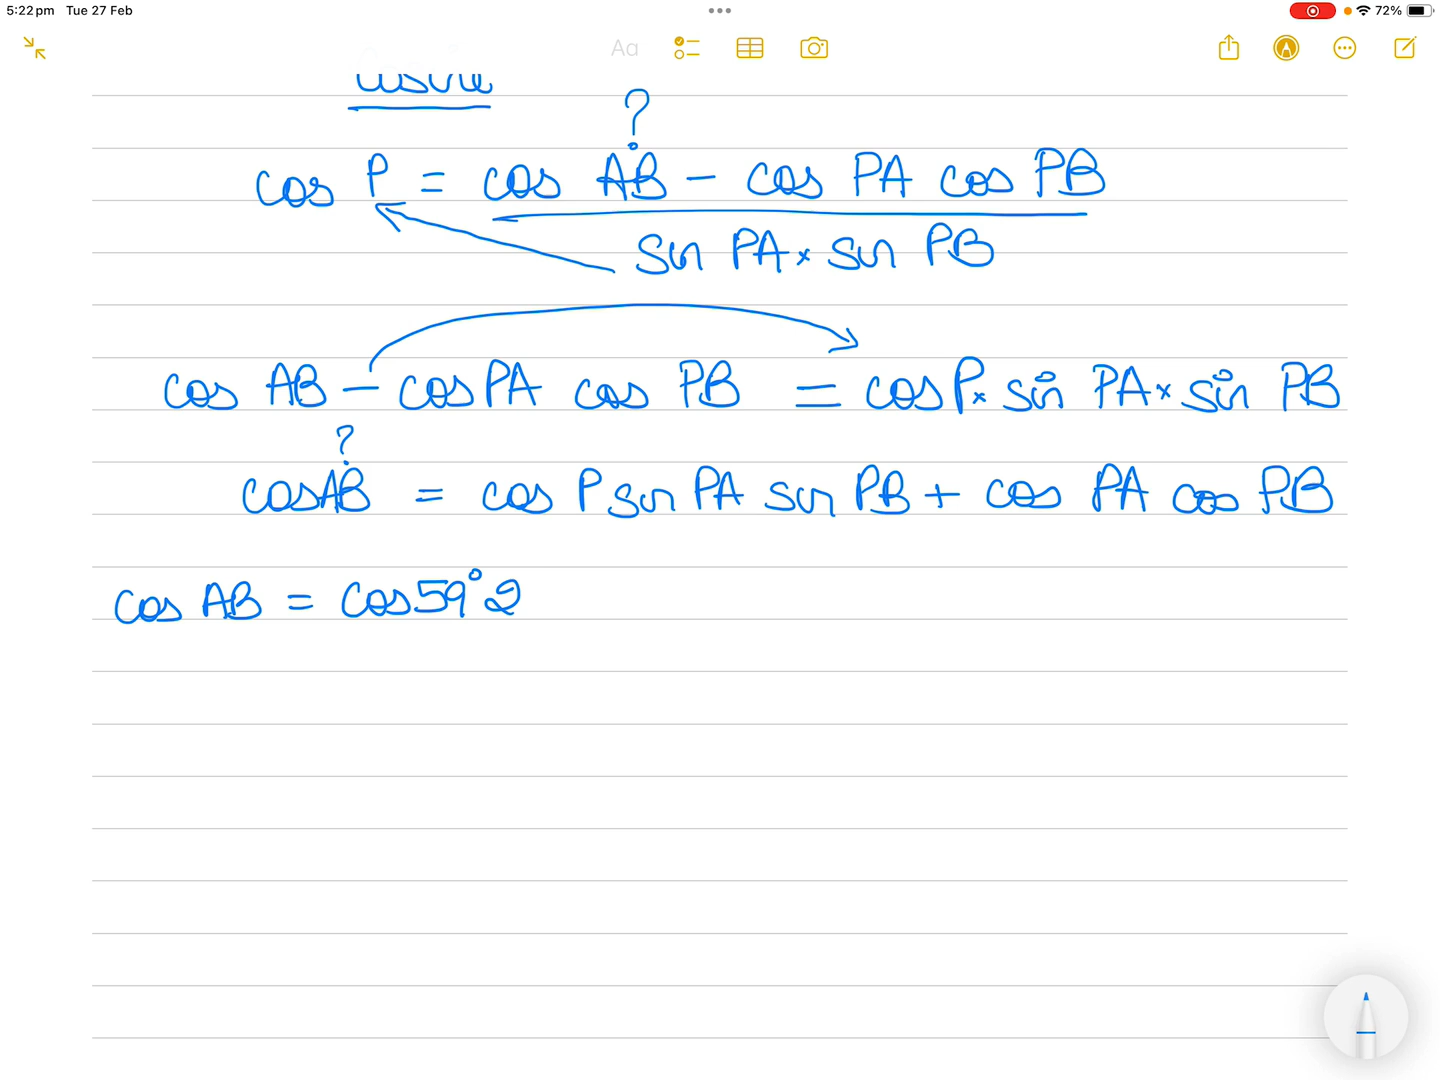 5:22 pm Tue 27 Feb
72%
Aa
?
cos P = cos AB - cos PA cos PB
sin PA x sin PB
cos AB - cos PA cos PB = cos P x sin PA x sin PB
?
cos AB = cos P sin PA sin PB + cos PA cos PB
cos AB = cos 59° 2